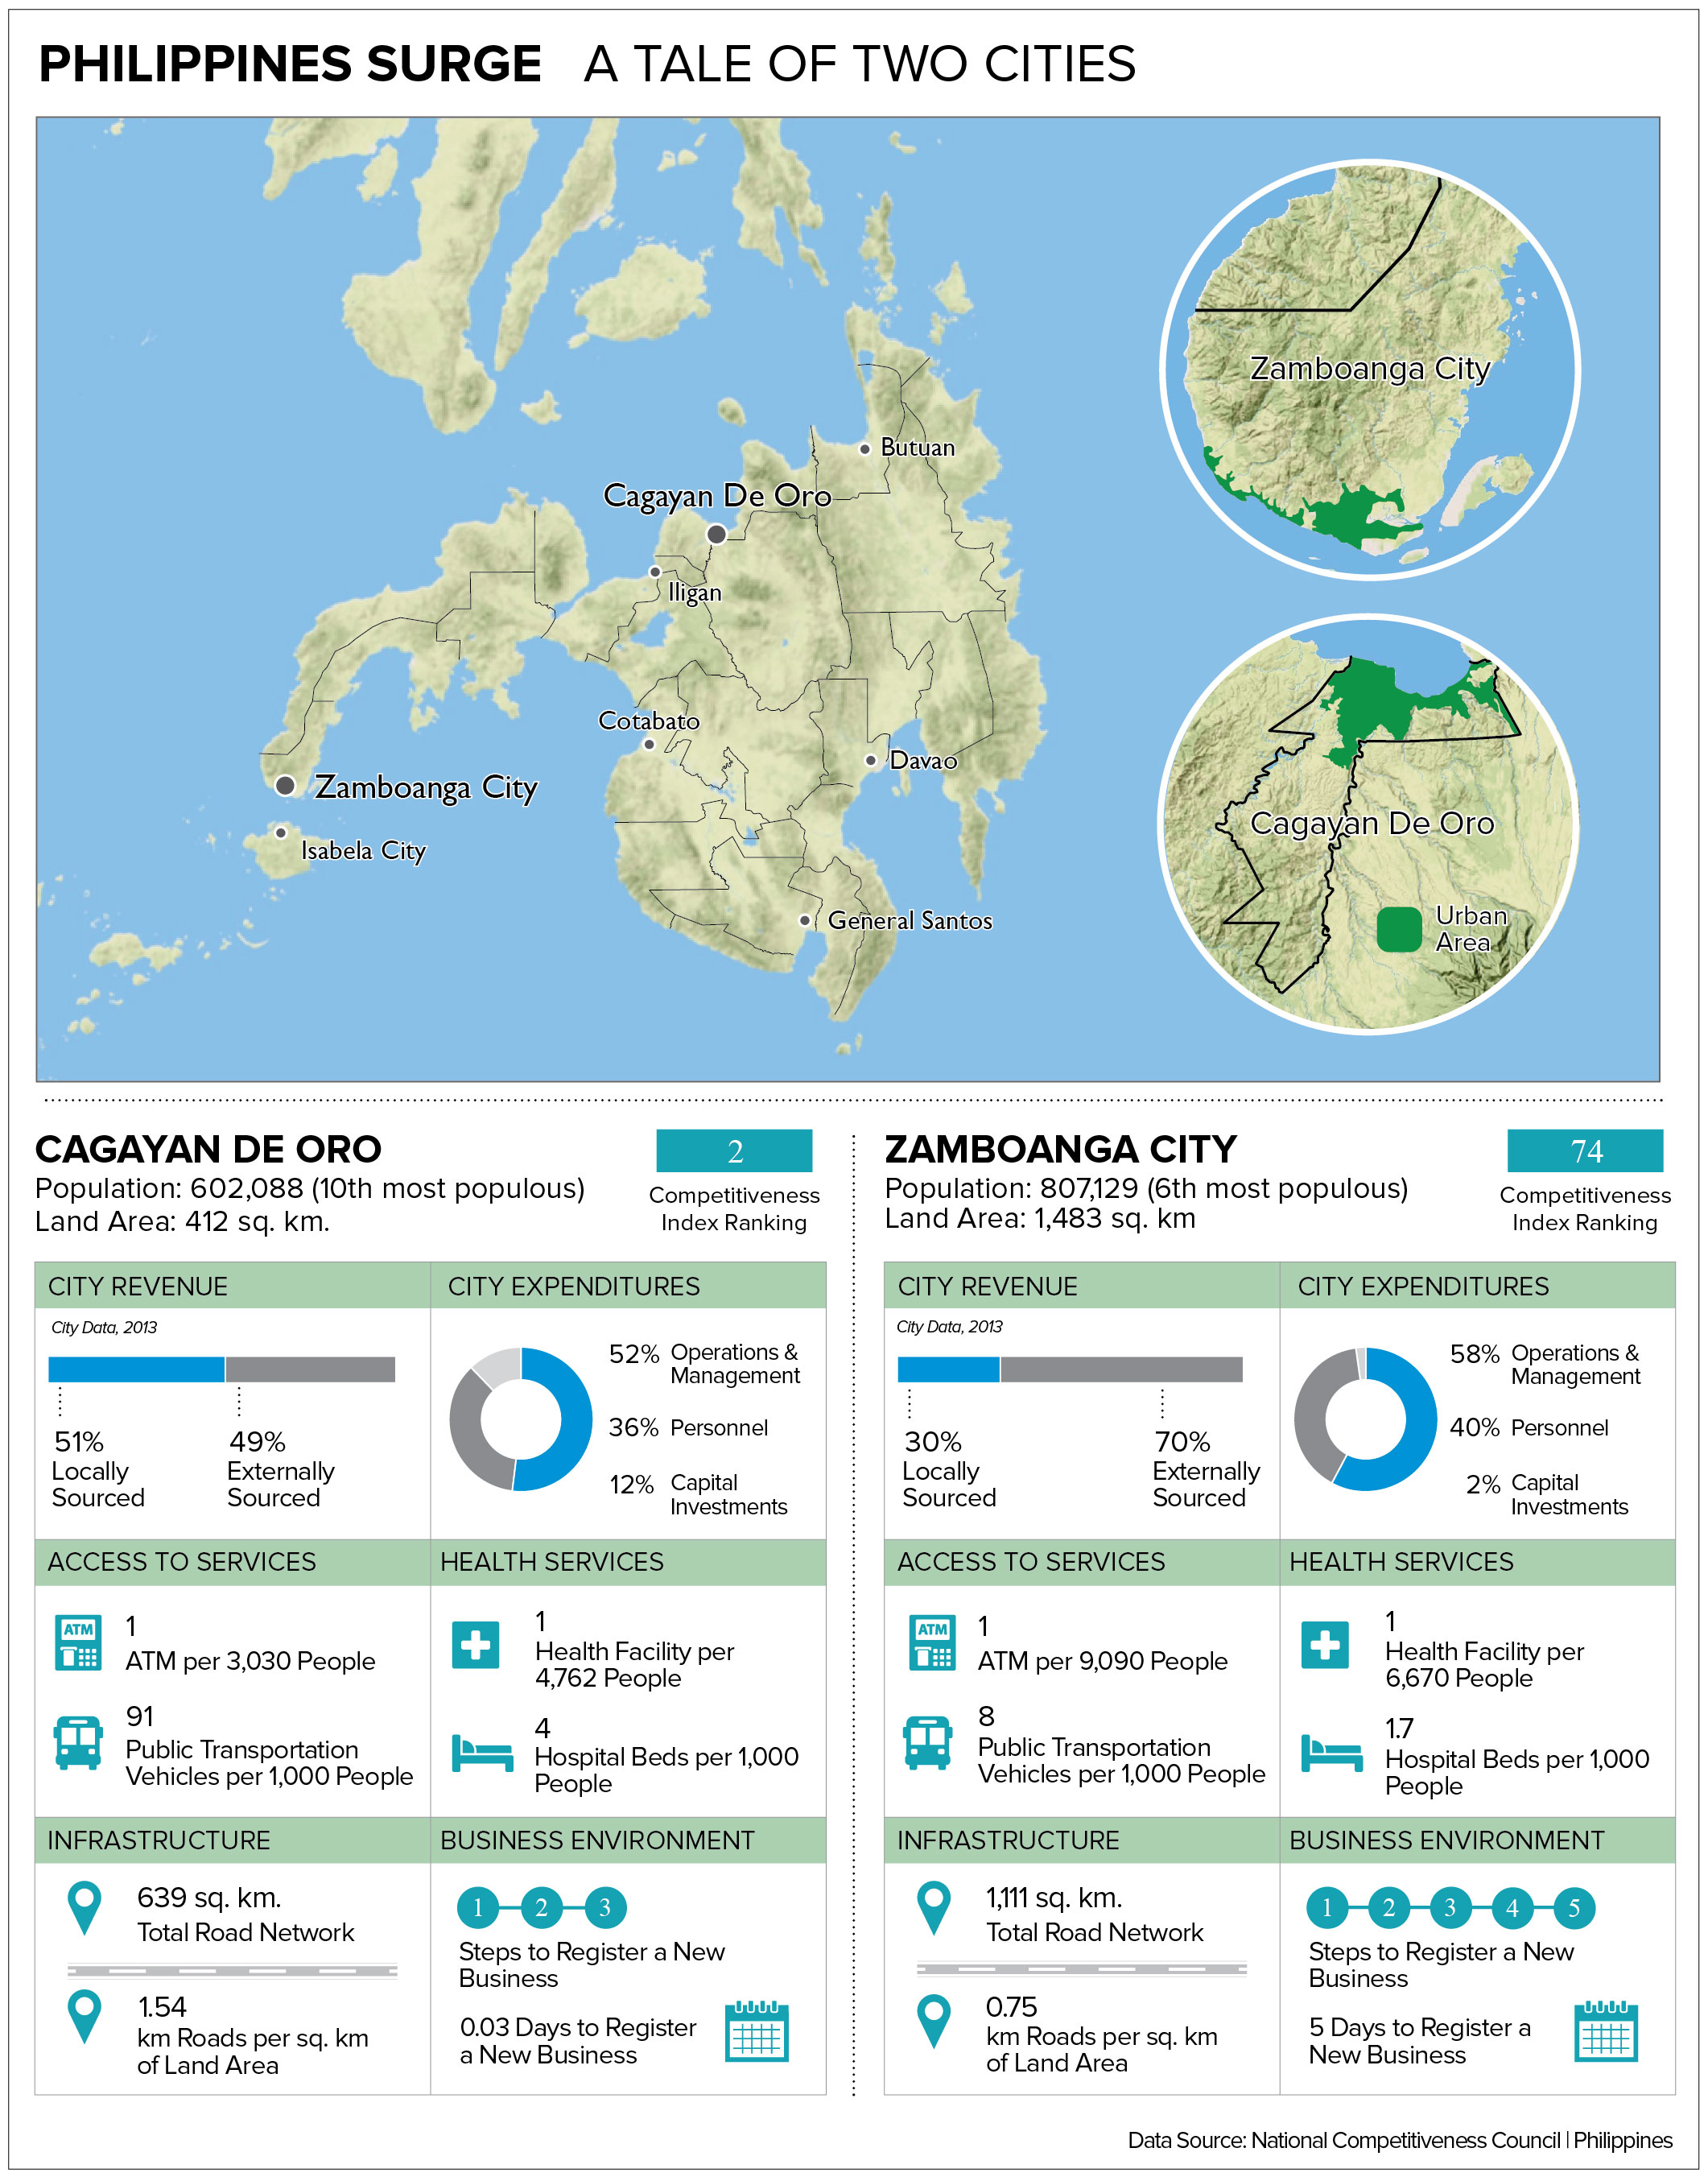 PHILIPPINES SURGE A TALE OF TWO CITIES
Zamboanga City
Butuan
Cagayan De Oro
Iligan
Cotabato
Davao
Zamboanga City
Isabela City
General Santos
Cagayan De Oro
Urban
Area
CAGAYAN DE ORO
Population: 602,088 (10th most populous)
Land Area: 412 sq. km.
2
Competitiveness
Index Ranking
CITY REVENUE
City Data, 2013
51%
Locally
Sourced
49%
Externally
Sourced
CITY EXPENDITURES
52% Operations &
Management
36% Personnel
12% Capital
Investments
ACCESS TO SERVICES
ATM
1
ATM per 3,030 People
91
Public Transportation
Vehicles per 1,000 People
HEALTH SERVICES
1
Health Facility per
4,762 People
4
Hospital Beds per 1,000
People
INFRASTRUCTURE
639 sq. km.
Total Road Network
1.54
km Roads per sq. km
of Land Area
BUSINESS ENVIRONMENT
1 2 3
Steps to Register a New
Business
0.03 Days to Register
a New Business
ZAMBOANGA CITY
Population: 807,129 (6th most populous)
Land Area: 1,483 sq. km
74
Competitiveness
Index Ranking
CITY REVENUE
City Data, 2013
30%
Locally
Sourced
70%
Externally
Sourced
CITY EXPENDITURES
58% Operations &
Management
40% Personnel
2% Capital
Investments
ACCESS TO SERVICES
ATM
1
ATM per 9,090 People
8
Public Transportation
Vehicles per 1,000 People
HEALTH SERVICES
1
Health Facility per
6,670 People
1.7
Hospital Beds per 1,000
People
INFRASTRUCTURE
1,111 sq. km.
Total Road Network
0.75
km Roads per sq. km
of Land Area
BUSINESS ENVIRONMENT
1 2 3 4 5
Steps to Register a New
Business
5 Days to Register a
New Business
Data Source: National Competitiveness Council | Philippines